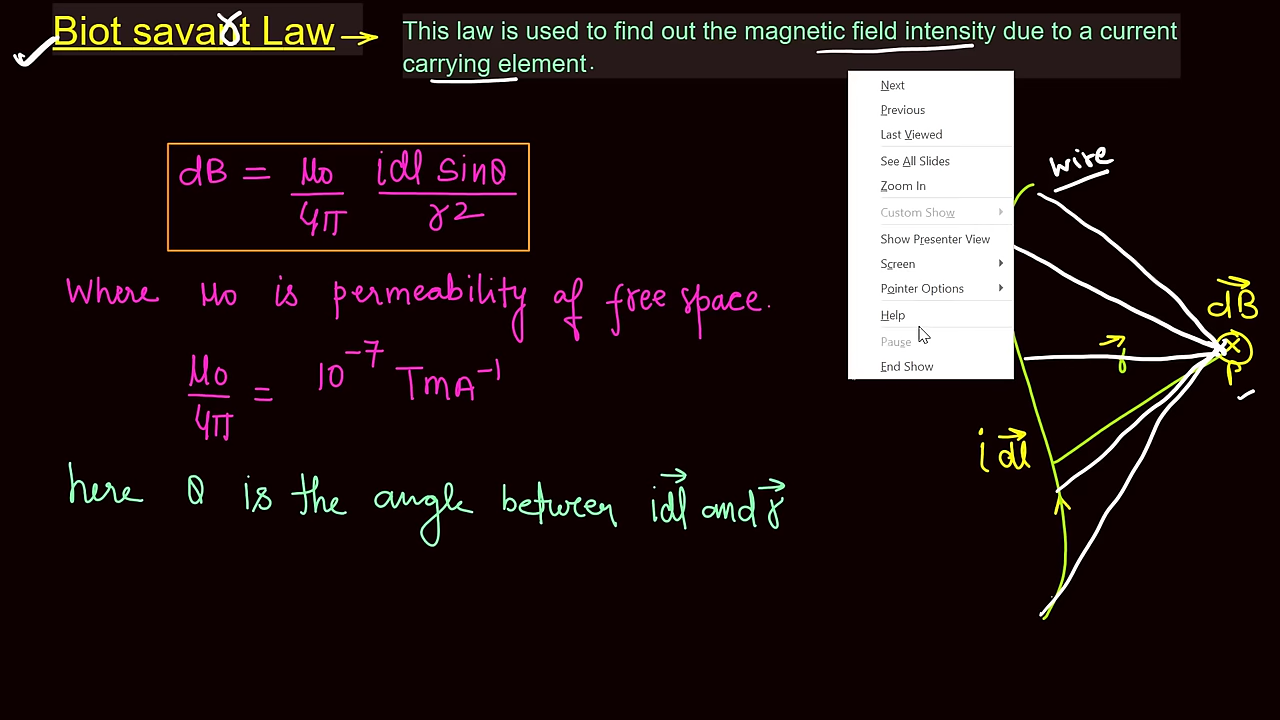 Biot savart Law →
This law is used to find out the magnetic field intensity due to a current
carrying element.
dB = μ0/4π idl sinθ/r2
Where μ0 is permeability of free space.
μ0/4π = 10^-7 TmA^-1
here θ is the angle between idl⃗ and r⃗
Next
Previous
Last Viewed
See All Slides
Zoom In
Custom Show
Show Presenter View
Screen
Pointer Options
Help
Pause
End Show
wire
dB⃗
r⃗
P
idl⃗